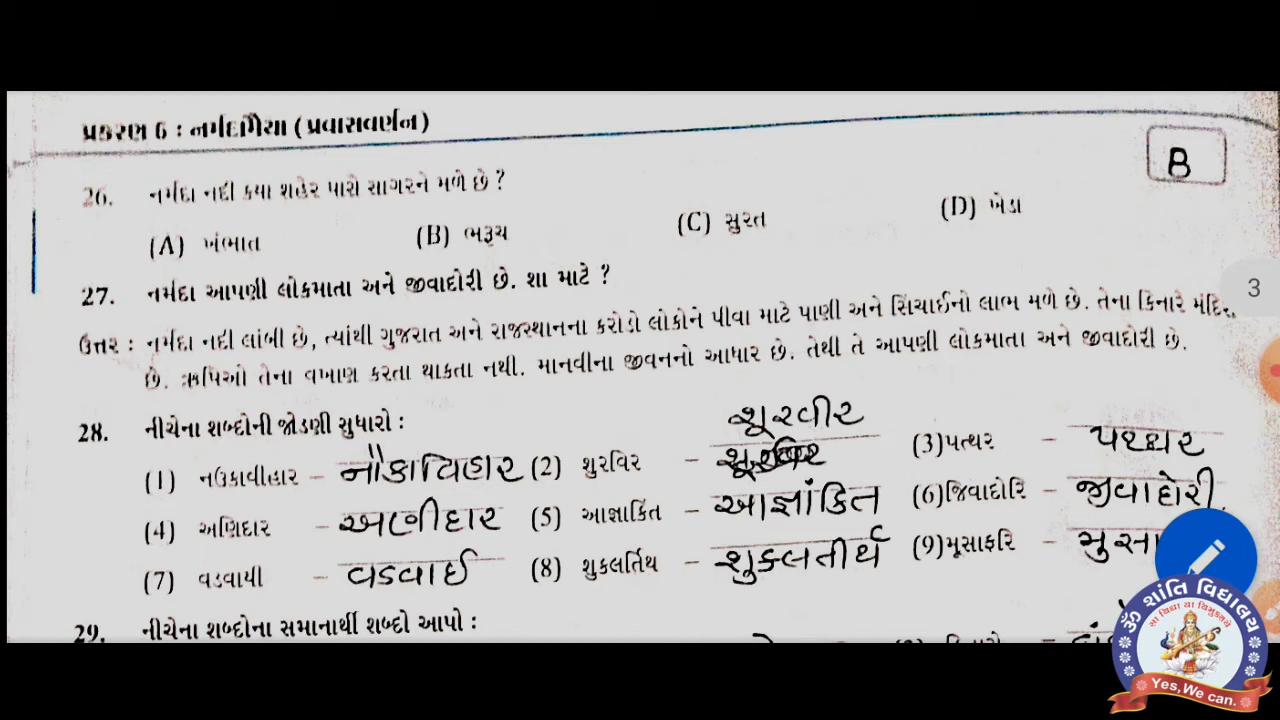 પ્રકરણ 6 : નર્મદામૈયા ( પ્રવાસવર્ણન )
B
26. નર્મદા નદી કયા શહેર પાસે સાગરને મળે છે ?
(A) ખંભાત (B) ભરૂચ (C) સુરત (D) ખેડા
27. નર્મદા આપણી લોકમાતા અને જીવાદોરી છે. શા માટે ?
3
ઉત્તર : નર્મદા નદી લાંબી છે, ત્યાંથી ગુજરાત અને રાજસ્થાનના કરોડો લોકોને પીવા માટે પાણી અને સિંચાઈનો લાભ મળે છે. તેના કિનારે મંદિર
છે. ઋષિઓ તેના વખાણ કરતા થાકતા નથી. માનવીના જીવનનો આધાર છે. તેથી તે આપણી લોકમાતા અને જીવાદોરી છે.
28. નીચેના શબ્દોની જોડણી સુધારો :
શૂરવીર
(1) નઉકાવીહાર – નૌકાવિહાર (2) શુરવિર – (3) પત્થર – પથ્થર
(4) અણિદાર – અણીદાર (5) આજ્ઞાકિંત – આજ્ઞાંકિત (6) જિવાદોરિ – જીવાદોરી
(7) વડવાયી – વડવાઈ (8) શુકલર્તિથ – શુકલતીર્થ (9) મૂસાફરિ – મુસા
29. નીચેના શબ્દોના સમાનાર્થી શબ્દો આપો :
ૐ શાંતિ વિદ્યાલય
સા વિદ્યા યા વિમુક્તયે
Yes, We can.